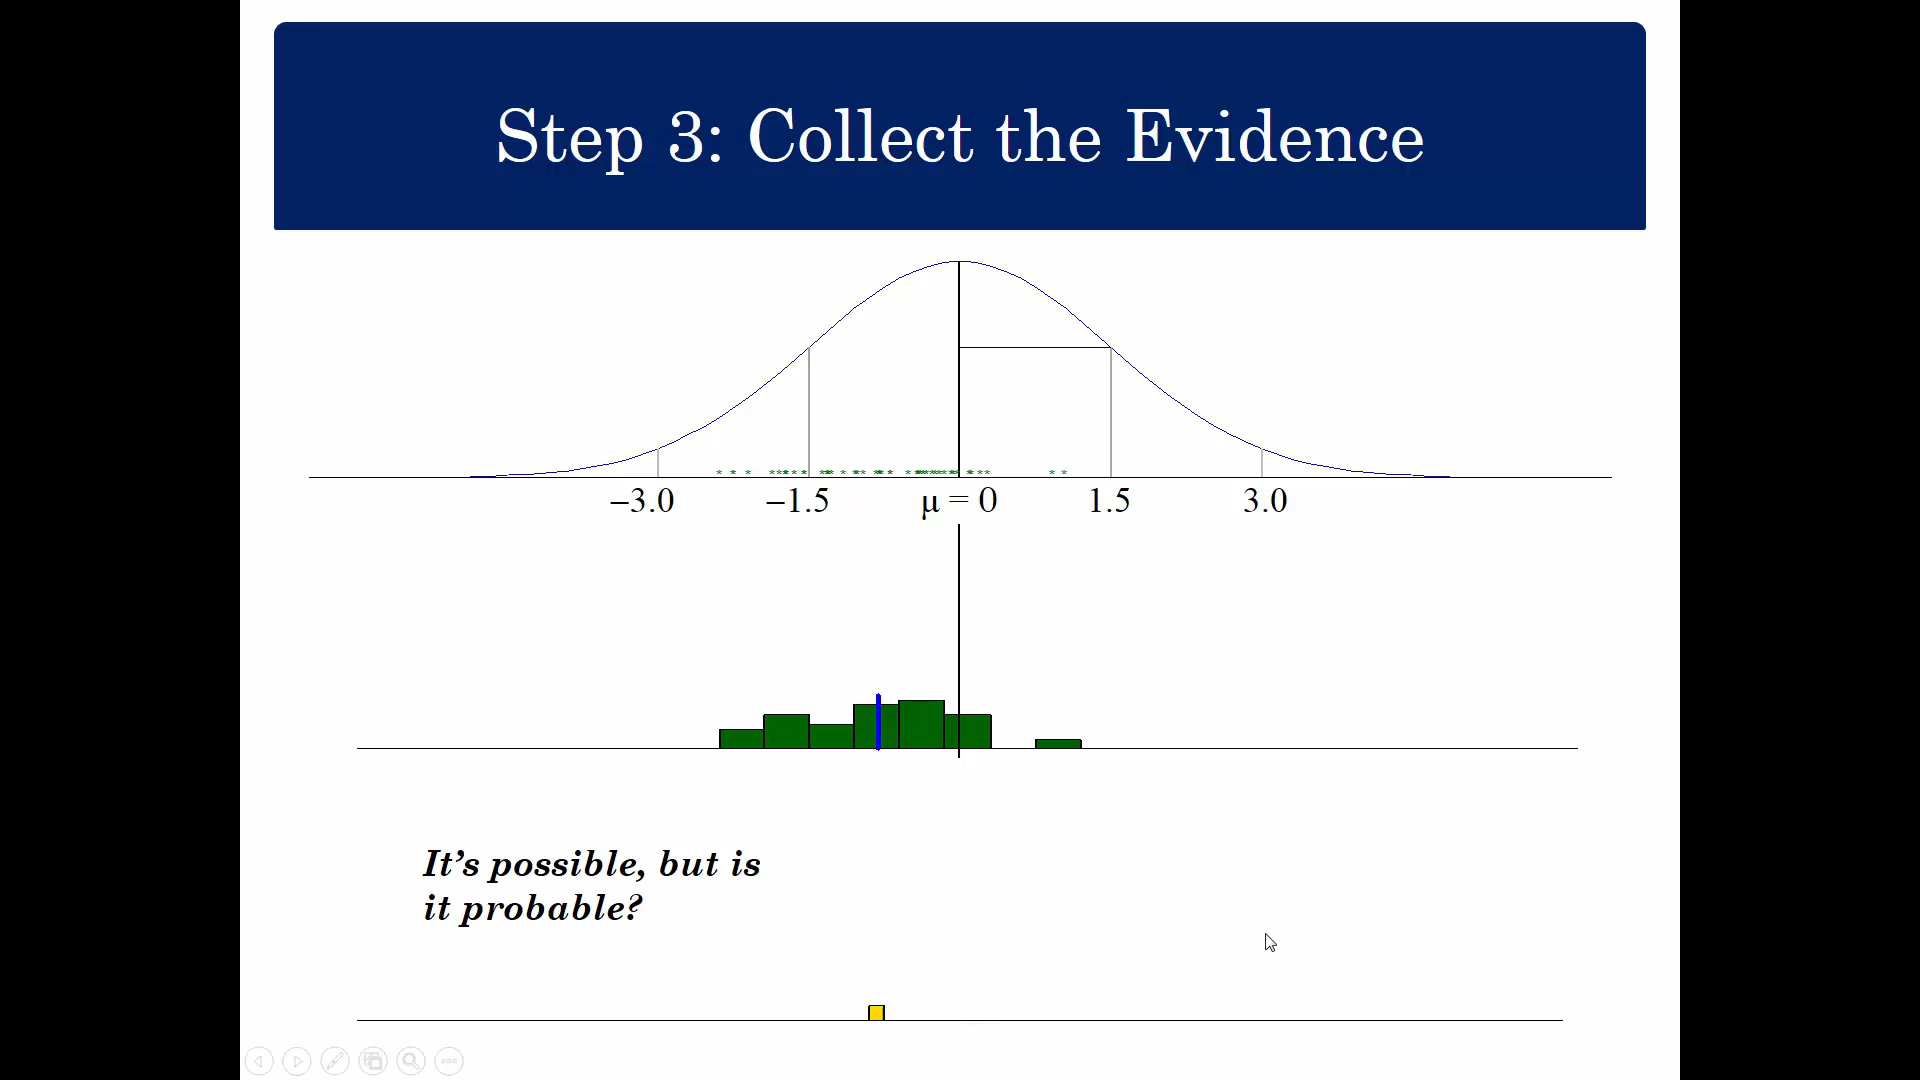 Step 3: Collect the Evidence
−3.0 −1.5 μ = 0 1.5 3.0
It’s possible, but is
it probable?